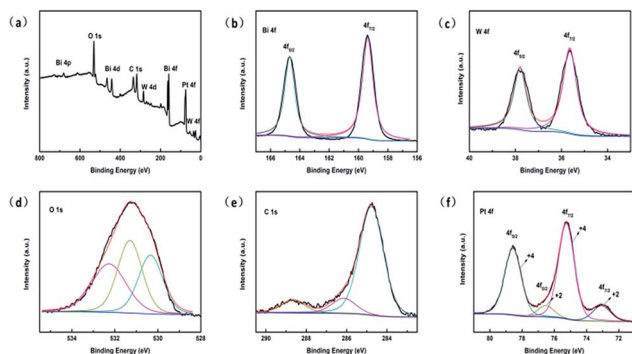 (a)
O 1s
Bi 4p
Bi 4d
C 1s
W 4d
Bi 4f
Pt 4f
W 4f
Intensity (a.u.)
800 600 400 200 0
Binding Energy (eV)
(b)
Bi 4f
4f5/2
4f7/2
Intensity (a.u.)
166 164 162 160 158 156
Binding Energy (eV)
(c)
W 4f
4f5/2
4f7/2
Intensity (a.u.)
40 38 36 34
Binding Energy (eV)
(d)
O 1s
Intensity (a.u.)
534 532 530 528
Binding Energy (eV)
(e)
C 1s
Intensity (a.u.)
290 288 286 284
Binding Energy (eV)
(f)
Pt 4f
4f5/2
+4
4f7/2
+4
4f5/2
+2
4f7/2
+2
Intensity (a.u.)
80 78 76 74 72
Binding Energy (eV)